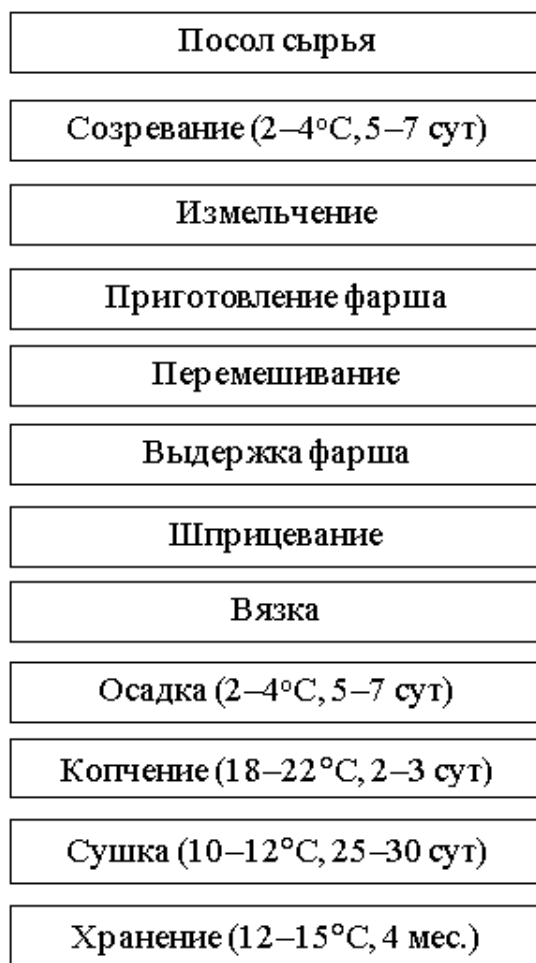 Посол сырья
Созревание (2–4°С, 5–7 сут)
Измельчение
Приготовление фарша
Перемешивание
Выдержка фарша
Шприцевание
Вязка
Осадка (2–4°С, 5–7 сут)
Копчение (18–22°С, 2–3 сут)
Сушка (10–12°С, 25–30 сут)
Хранение (12–15°С, 4 мес.)